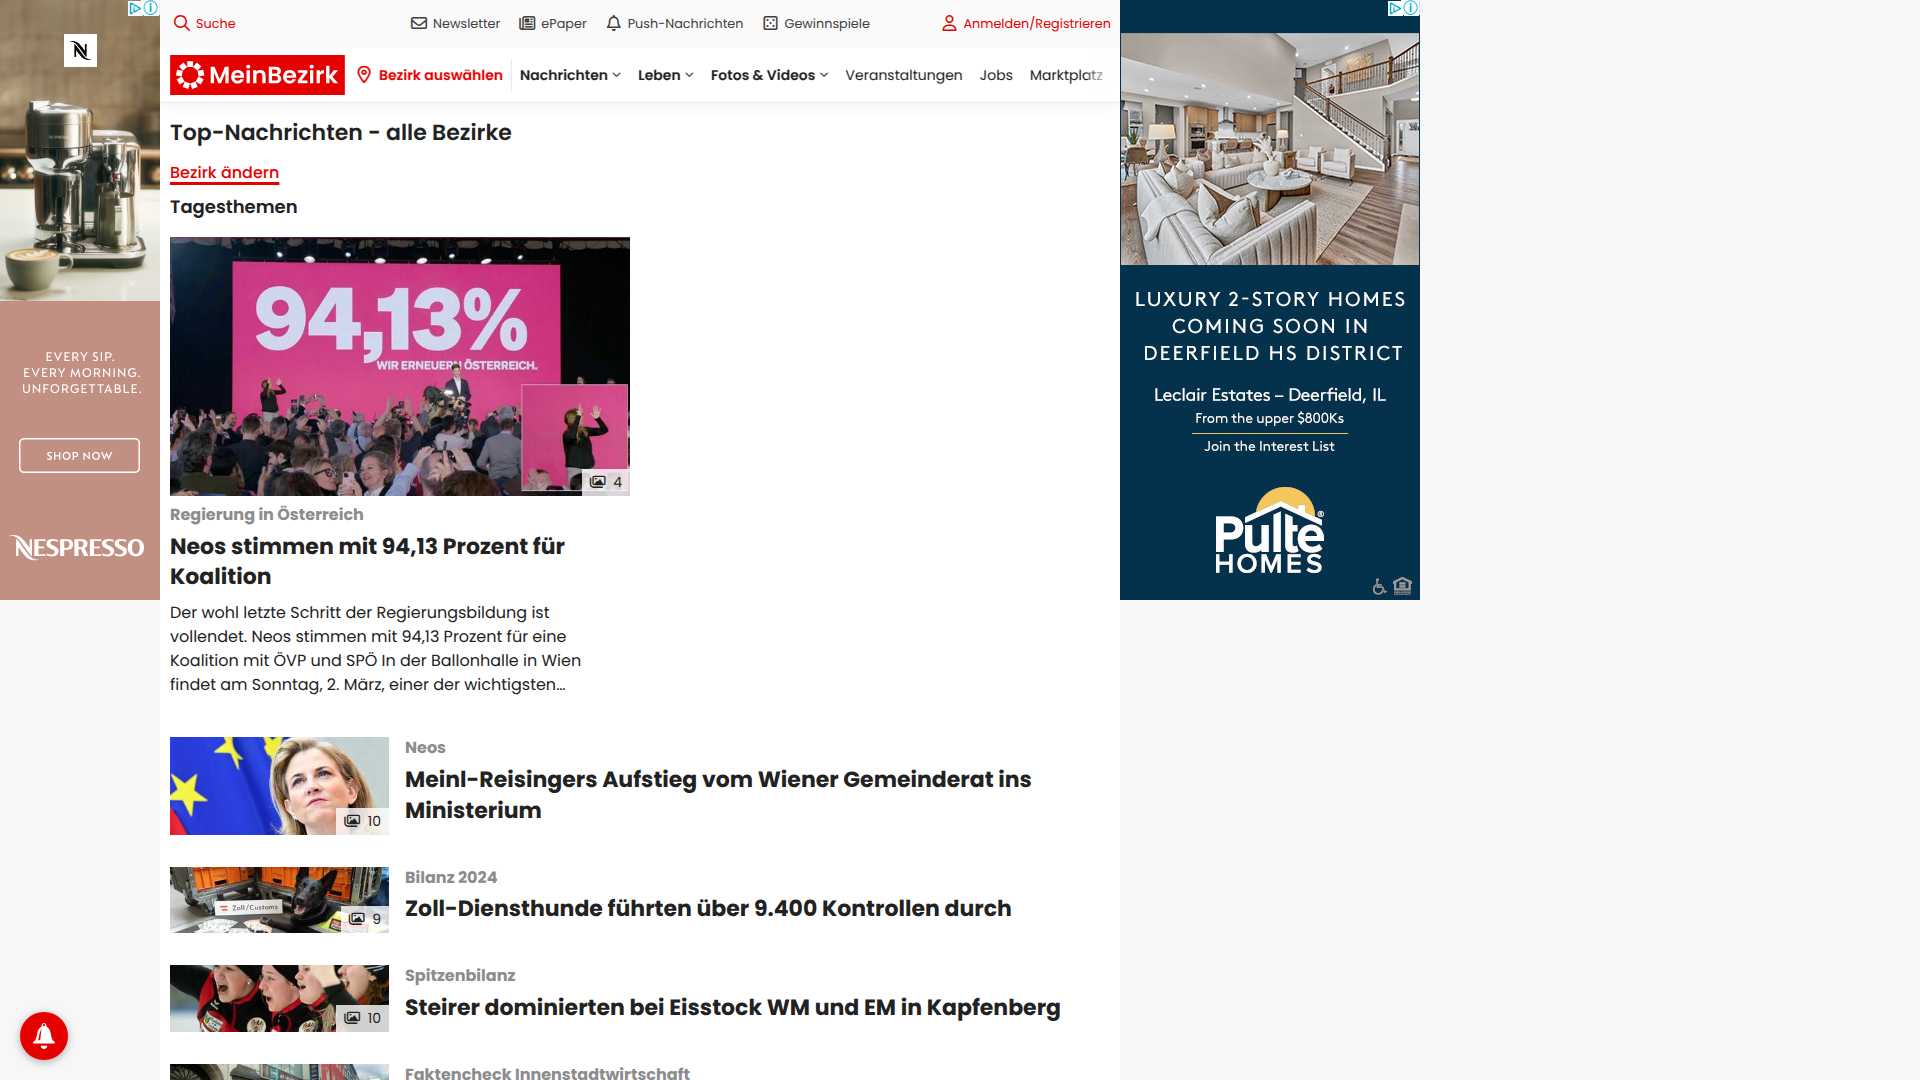 Suche
Newsletter
ePaper
Push-Nachrichten
Gewinnspiele
Anmelden/Registrieren
MeinBezirk
Bezirk auswählen
Nachrichten
Leben
Fotos & Videos
Veranstaltungen
Jobs
Marktplatz
Top-Nachrichten - alle Bezirke
Bezirk ändern
Tagesthemen
94,13%
WIR ERNEUERN ÖSTERREICH.
4
Regierung in Österreich
Neos stimmen mit 94,13 Prozent für
Koalition
Der wohl letzte Schritt der Regierungsbildung ist
vollendet. Neos stimmen mit 94,13 Prozent für eine
Koalition mit ÖVP und SPÖ In der Ballonhalle in Wien
findet am Sonntag, 2. März, einer der wichtigsten...
10
Neos
Meinl-Reisingers Aufstieg vom Wiener Gemeinderat ins
Ministerium
Zoll/Customs
9
Bilanz 2024
Zoll-Diensthunde führten über 9.400 Kontrollen durch
10
Spitzenbilanz
Steirer dominierten bei Eisstock WM und EM in Kapfenberg
Faktencheck Innenstadtwirtschaft
N
EVERY SIP.
EVERY MORNING.
UNFORGETTABLE.
SHOP NOW
NESPRESSO
LUXURY 2-STORY HOMES
COMING SOON IN
DEERFIELD HS DISTRICT
Leclair Estates – Deerfield, IL
From the upper $800Ks
Join the Interest List
Pulte®
HOMES